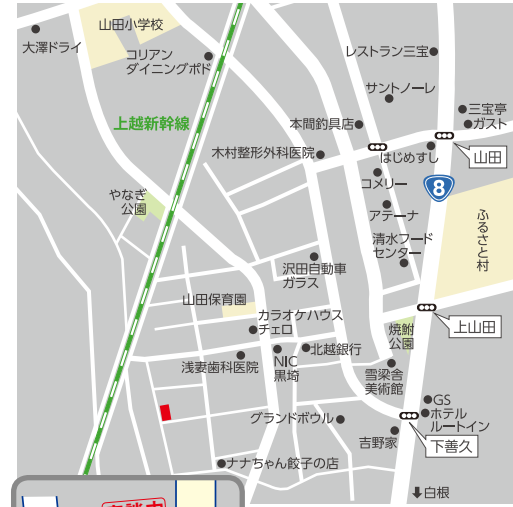 山田小学校
大澤ドライ
コリアン
ダイニングポド
レストラン三宝
サントノーレ
三宝亭
ガスト
上越新幹線
本間釣具店
はじめすし
山田
木村整形外科医院
コメリー
8
やなぎ
公園
アテーナ
ふるさと村
清水フード
センター
沢田自動車
ガラス
山田保育園
カラオケハウス
チェロ
上山田
焼鮒
公園
北越銀行
NIC
黒埼
浅妻歯科医院
雪梁舎
美術館
GS
ホテル
ルートイン
グランドボウル
吉野家
下善久
ナナちゃん餃子の店
⬇白根